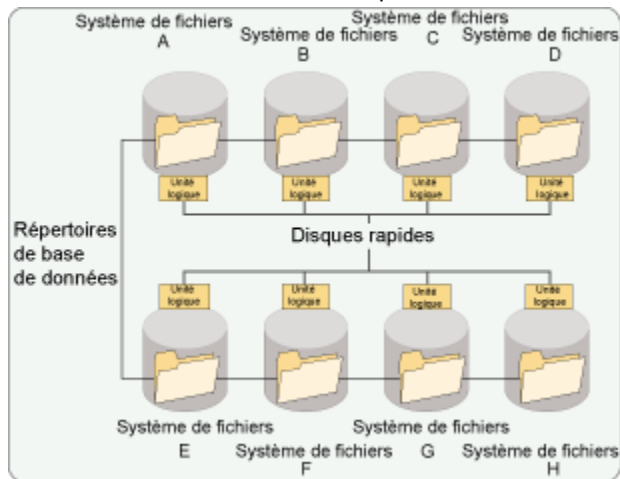 Système de fichiers
A
Système de fichiers
B
Système de fichiers
C
Système de fichiers
D
Unité
logique
Unité
logique
Unité
logique
Unité
logique
Répertoires
de base
de données
Disques rapides
Unité
logique
Unité
logique
Unité
logique
Unité
logique
Système de fichiers
E
Système de fichiers
F
Système de fichiers
G
Système de fichiers
H